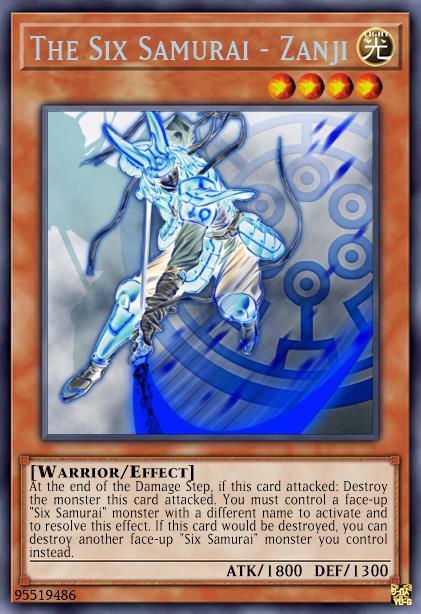 The Six Samurai - Zanji
LIGHT
光
[Warrior/Effect]
At the end of the Damage Step, if this card attacked: Destroy
the monster this card attacked. You must control a face-up
"Six Samurai" monster with a different name to activate and
to resolve this effect. If this card would be destroyed, you can
destroy another face-up "Six Samurai" monster you control
instead.
ATK/1800 DEF/1300
95519486